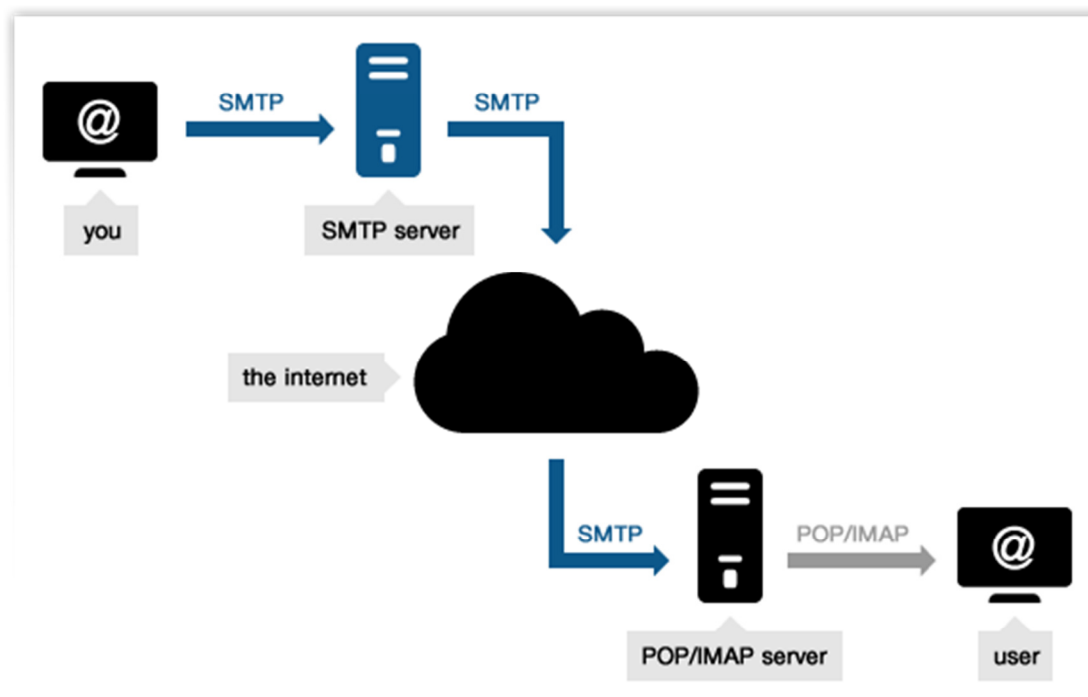 SMTP
SMTP
@
you
SMTP server
the internet
SMTP
POP/IMAP
@
POP/IMAP server
user